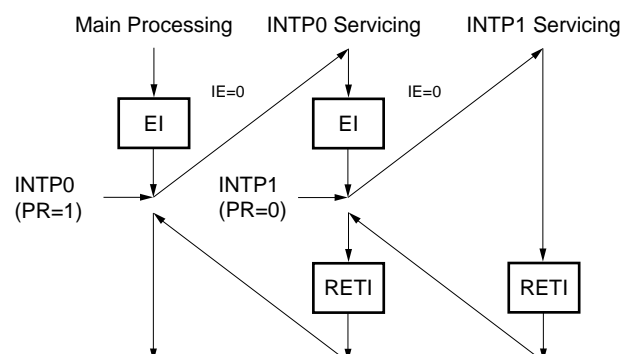 Main Processing
INTP0 Servicing
INTP1 Servicing
IE=0
IE=0
EI
EI
INTP0
(PR=1)
INTP1
(PR=0)
RETI
RETI